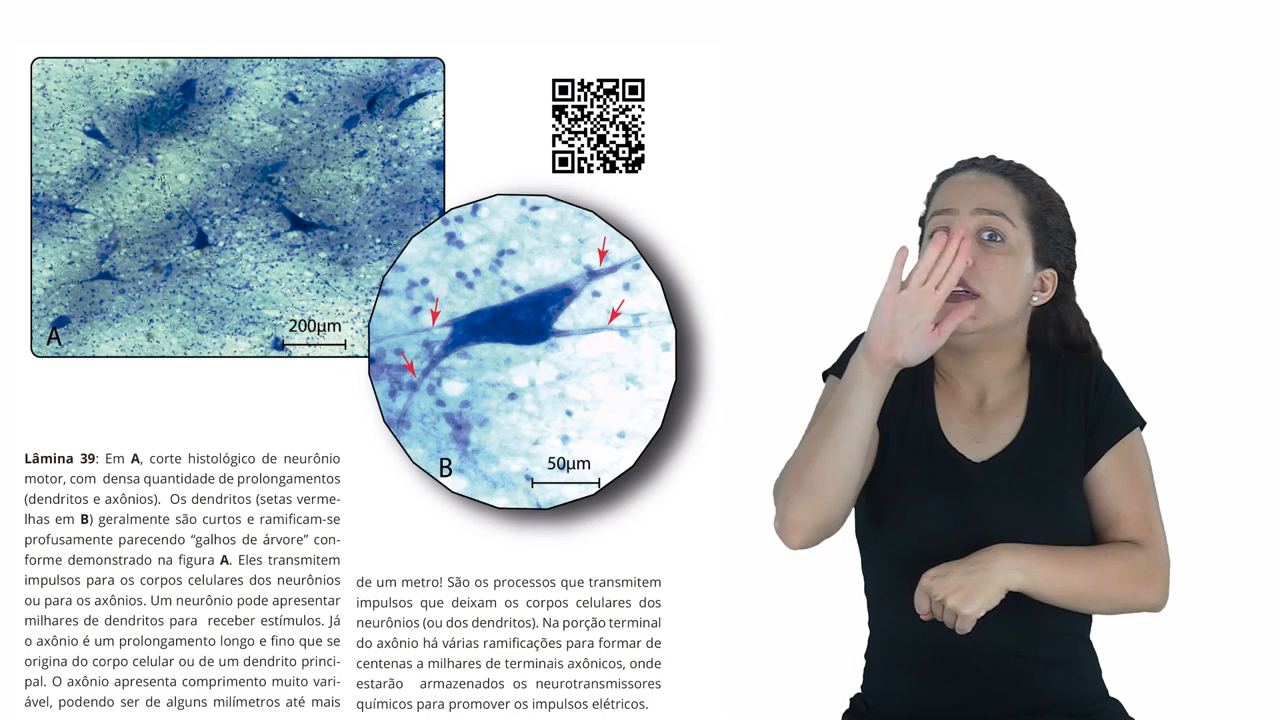 A
200µm
B
50µm
Lâmina 39: Em A, corte histológico de neurônio
motor, com densa quantidade de prolongamentos
(dendritos e axônios). Os dendritos (setas verme-
lhas em B) geralmente são curtos e ramificam-se
profusamente parecendo “galhos de árvore” con-
forme demonstrado na figura A. Eles transmitem
impulsos para os corpos celulares dos neurônios
ou para os axônios. Um neurônio pode apresentar
milhares de dendritos para receber estímulos. Já
o axônio é um prolongamento longo e fino que se
origina do corpo celular ou de um dendrito princi-
pal. O axônio apresenta comprimento muito vari-
ável, podendo ser de alguns milímetros até mais
de um metro! São os processos que transmitem
impulsos que deixam os corpos celulares dos
neurônios (ou dos dendritos). Na porção terminal
do axônio há várias ramificações para formar de
centenas a milhares de terminais axônicos, onde
estarão armazenados os neurotransmissores
químicos para promover os impulsos elétricos.